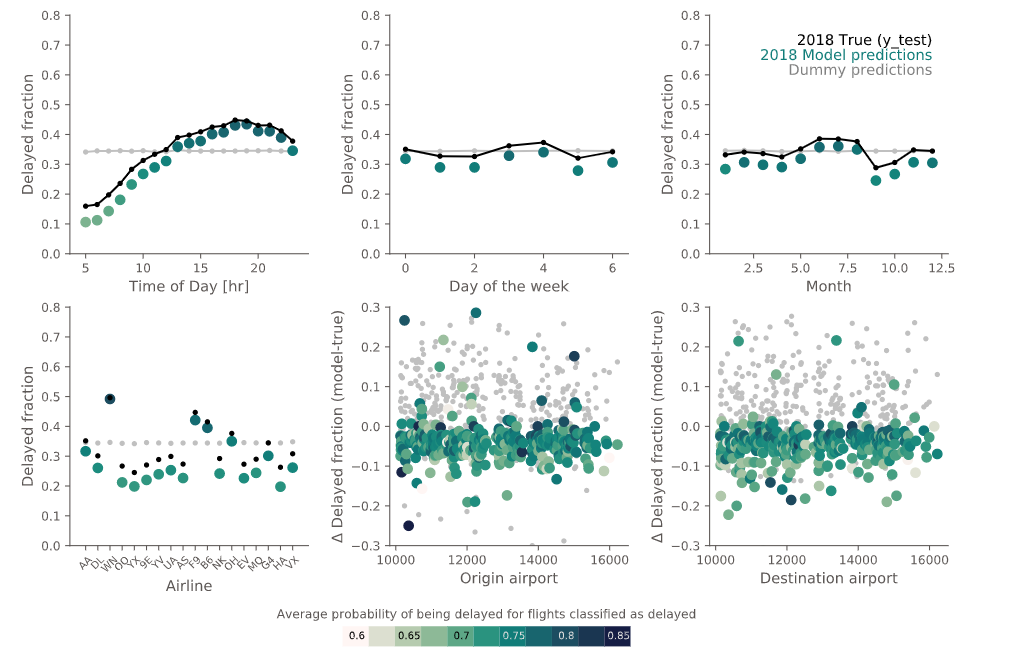 0.8
0.7
0.6
0.5
0.4
0.3
0.2
0.1
0.0
Delayed fraction
5 10 15 20
Time of Day [hr]
0.8
0.7
0.6
0.5
0.4
0.3
0.2
0.1
0.0
Delayed fraction
0 2 4 6
Day of the week
0.8
0.7
0.6
0.5
0.4
0.3
0.2
0.1
0.0
Delayed fraction
2018 True (y_test)
2018 Model predictions
Dummy predictions
2.5 5.0 7.5 10.0 12.5
Month
0.8
0.7
0.6
0.5
0.4
0.3
0.2
0.1
0.0
Delayed fraction
AA DL WN OO YX 9E YV UA AS F9 B6 NK OH EV MQ G4 HA VX
Airline
0.3
0.2
0.1
0.0
−0.1
−0.2
−0.3
Δ Delayed fraction (model-true)
10000 12000 14000 16000
Origin airport
0.3
0.2
0.1
0.0
−0.1
−0.2
−0.3
Δ Delayed fraction (model-true)
10000 12000 14000 16000
Destination airport
Average probability of being delayed for flights classified as delayed
0.6 0.65 0.7 0.75 0.8 0.85